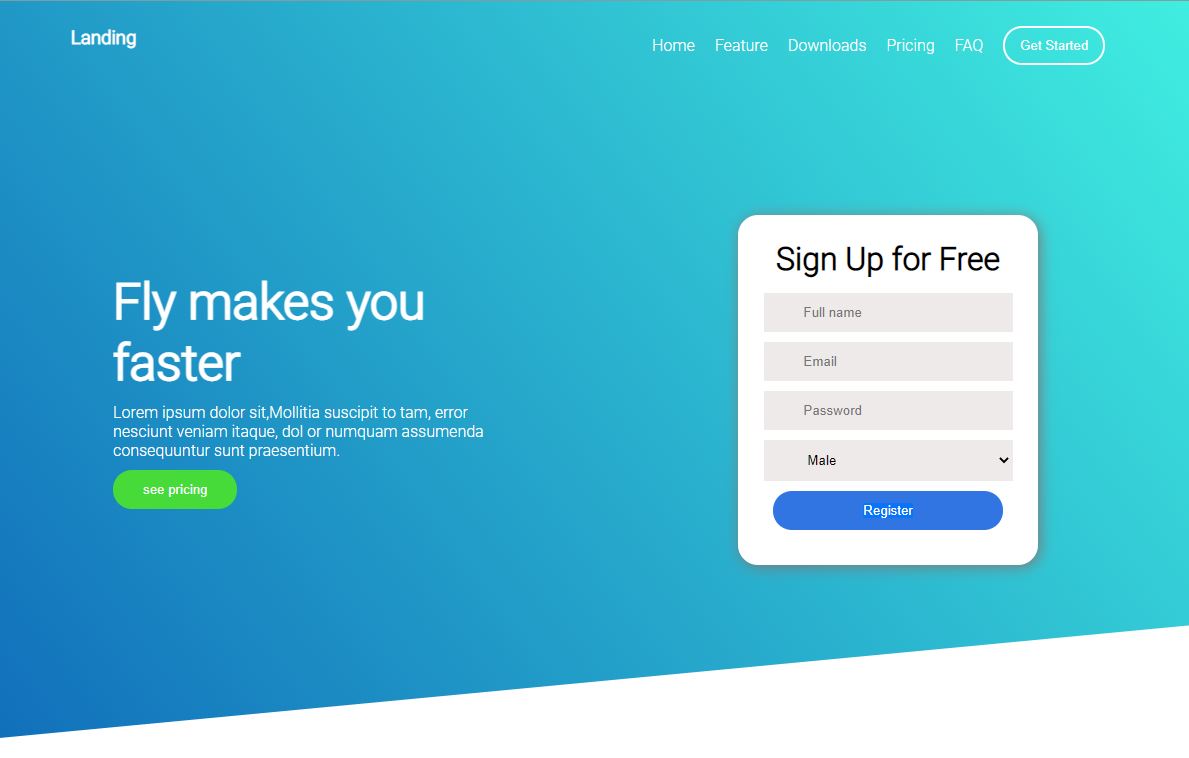 Landing
Home Feature Downloads Pricing FAQ Get Started
Fly makes you
faster
Lorem ipsum dolor sit,Mollitia suscipit to tam, error
nesciunt veniam itaque, dol or numquam assumenda
consequuntur sunt praesentium.
see pricing
Sign Up for Free
Full name
Email
Password
Male
Register